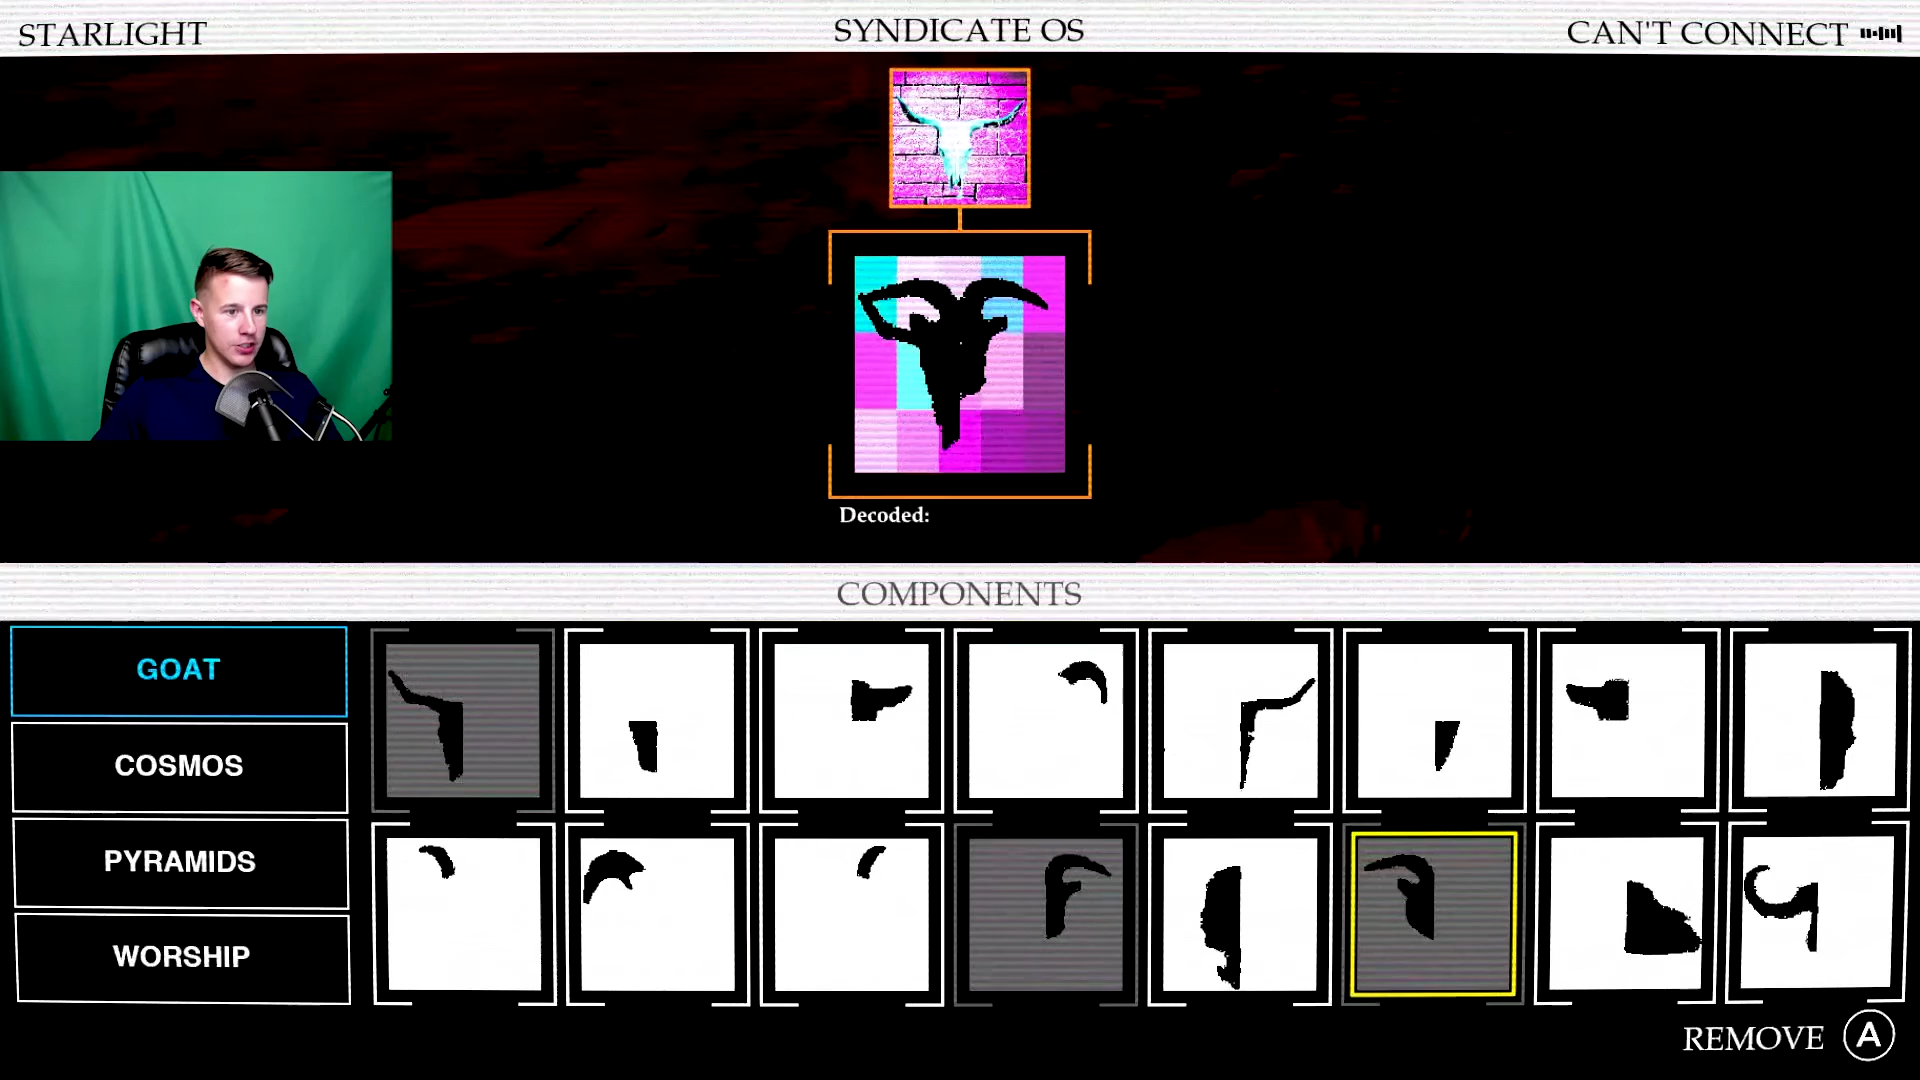 STARLIGHT
SYNDICATE OS
CAN'T CONNECT
Decoded:
COMPONENTS
GOAT
COSMOS
PYRAMIDS
WORSHIP
REMOVE A